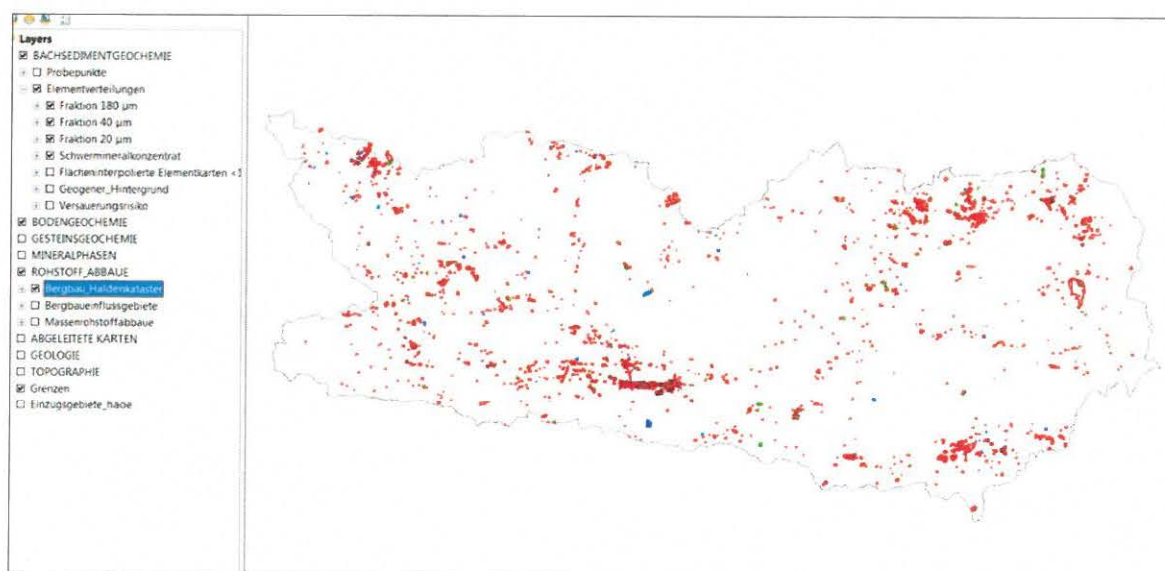 Layers
BACHSEDIMENTGEOCHEMIE
Probepunkte
Elementverteilungen
Fraktion 180 µm
Fraktion 40 µm
Fraktion 20 µm
Schwermineralkonzentrat
Flächeninterpolierte Elementkarten <1
Geogener_Hintergrund
Versauerungsrisiko
BODENGEOCHEMIE
GESTEINSGEOCHEMIE
MINERALPHASEN
ROHSTOFF_ABBAUE
Bergbau_Haldenkataster
Bergbaueinflussgebiete
Massenrohstoffabbaue
ABGELEITETE KARTEN
GEOLOGIE
TOPOGRAPHIE
Grenzen